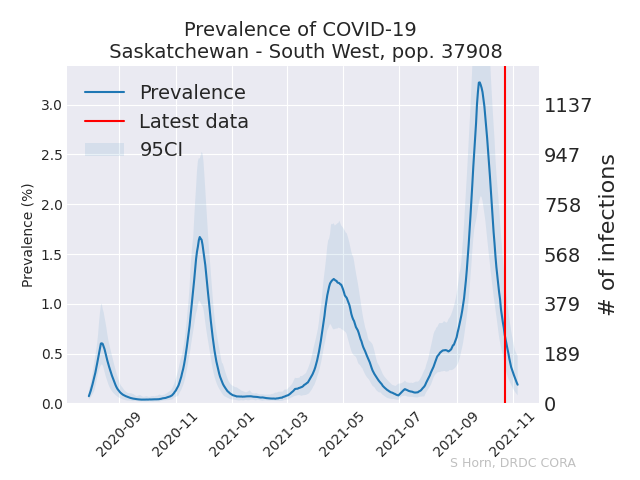 Prevalence of COVID-19
Saskatchewan - South West, pop. 37908
Prevalence
Latest data
95CI
Prevalence (%)
3.0
2.5
2.0
1.5
1.0
0.5
0.0
1137
947
758
568
379
189
0
# of infections
2020-09
2020-11
2021-01
2021-03
2021-05
2021-07
2021-09
2021-11
S Horn, DRDC CORA